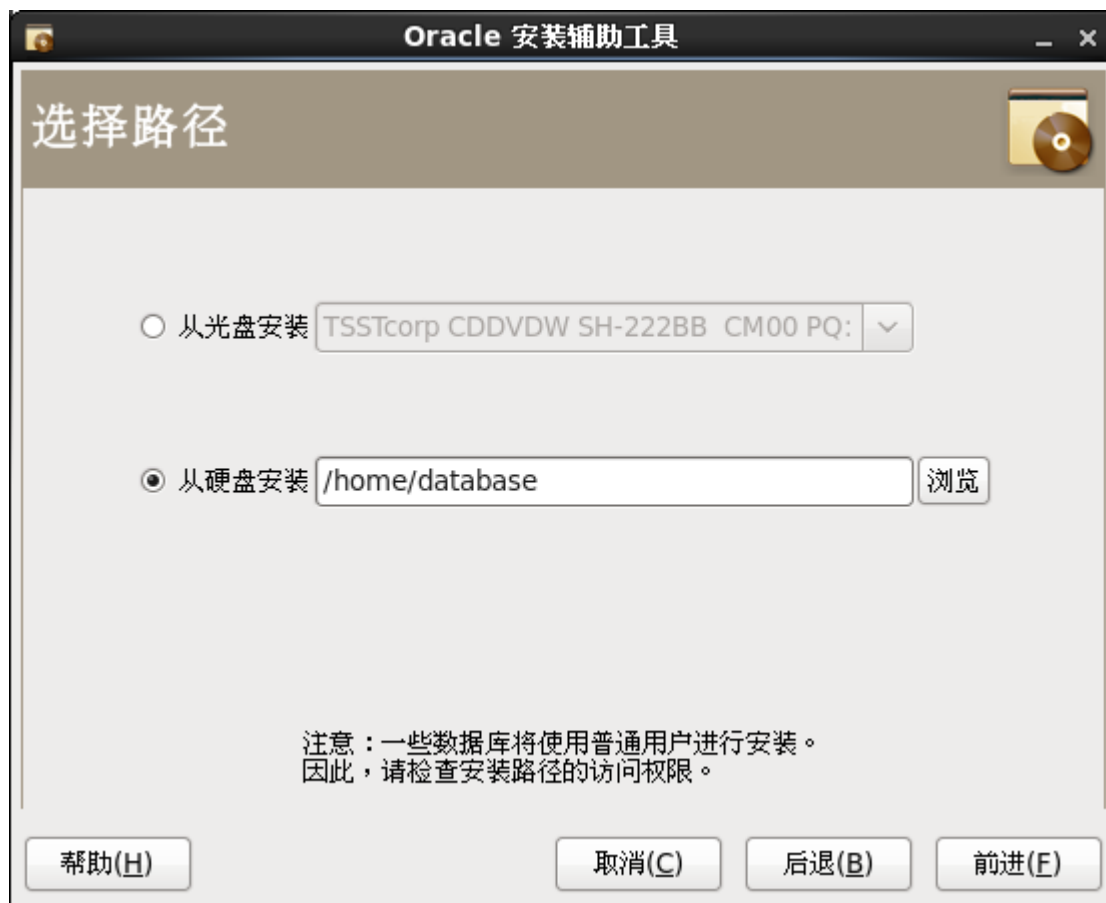 Oracle 安装辅助工具
选择路径
从光盘安装 TSSTcorp CDDVDW SH-222BB CM00 PQ:
从硬盘安装 /home/database 浏览
注意：一些数据库将使用普通用户进行安装。
因此，请检查安装路径的访问权限。
帮助(H) 取消(C) 后退(B) 前进(F)